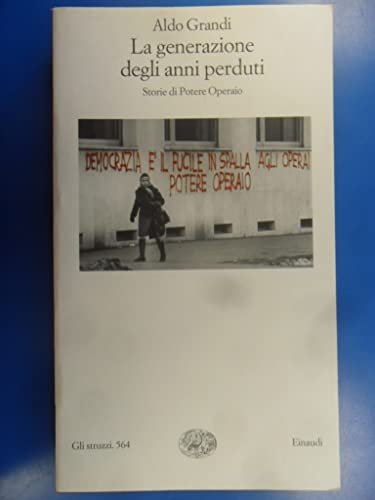 Aldo Grandi
La generazione
degli anni perduti
Storie di Potere Operaio
DEMOCRAZIA E' IL FUCILE IN SPALLA AGLI OPERAI
POTERE OPERAIO
Gli struzzi. 564
Einaudi